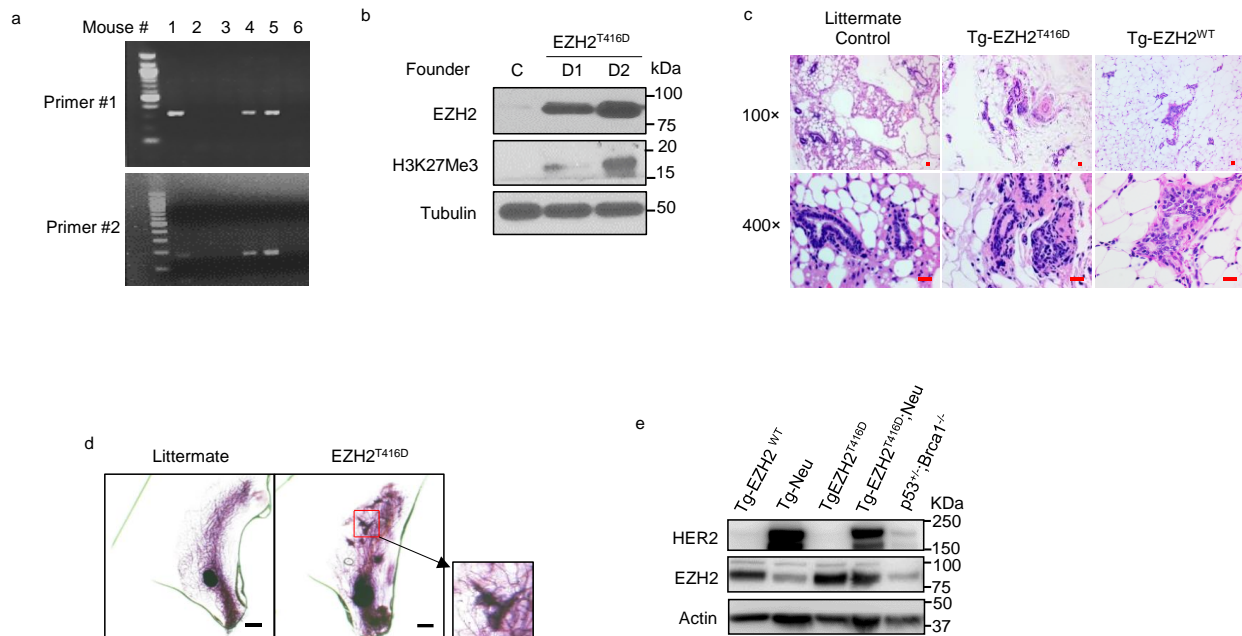 a
Mouse # 1 2 3 4 5 6
Primer #1
Primer #2
b
EZH2T416D
Founder C D1 D2 kDa
EZH2 100
75
H3K27Me3 20
15
Tubulin 50
c
Littermate Control Tg-EZH2T416D Tg-EZH2WT
100×
400×
d
Littermate EZH2T416D
e
Tg-EZH2 WT
Tg-Neu
TgEZH2T416D
Tg-EZH2T416D;Neu
p53+/-;Brca1-/-
KDa
HER2 250
150
EZH2 100
75
Actin 50
37